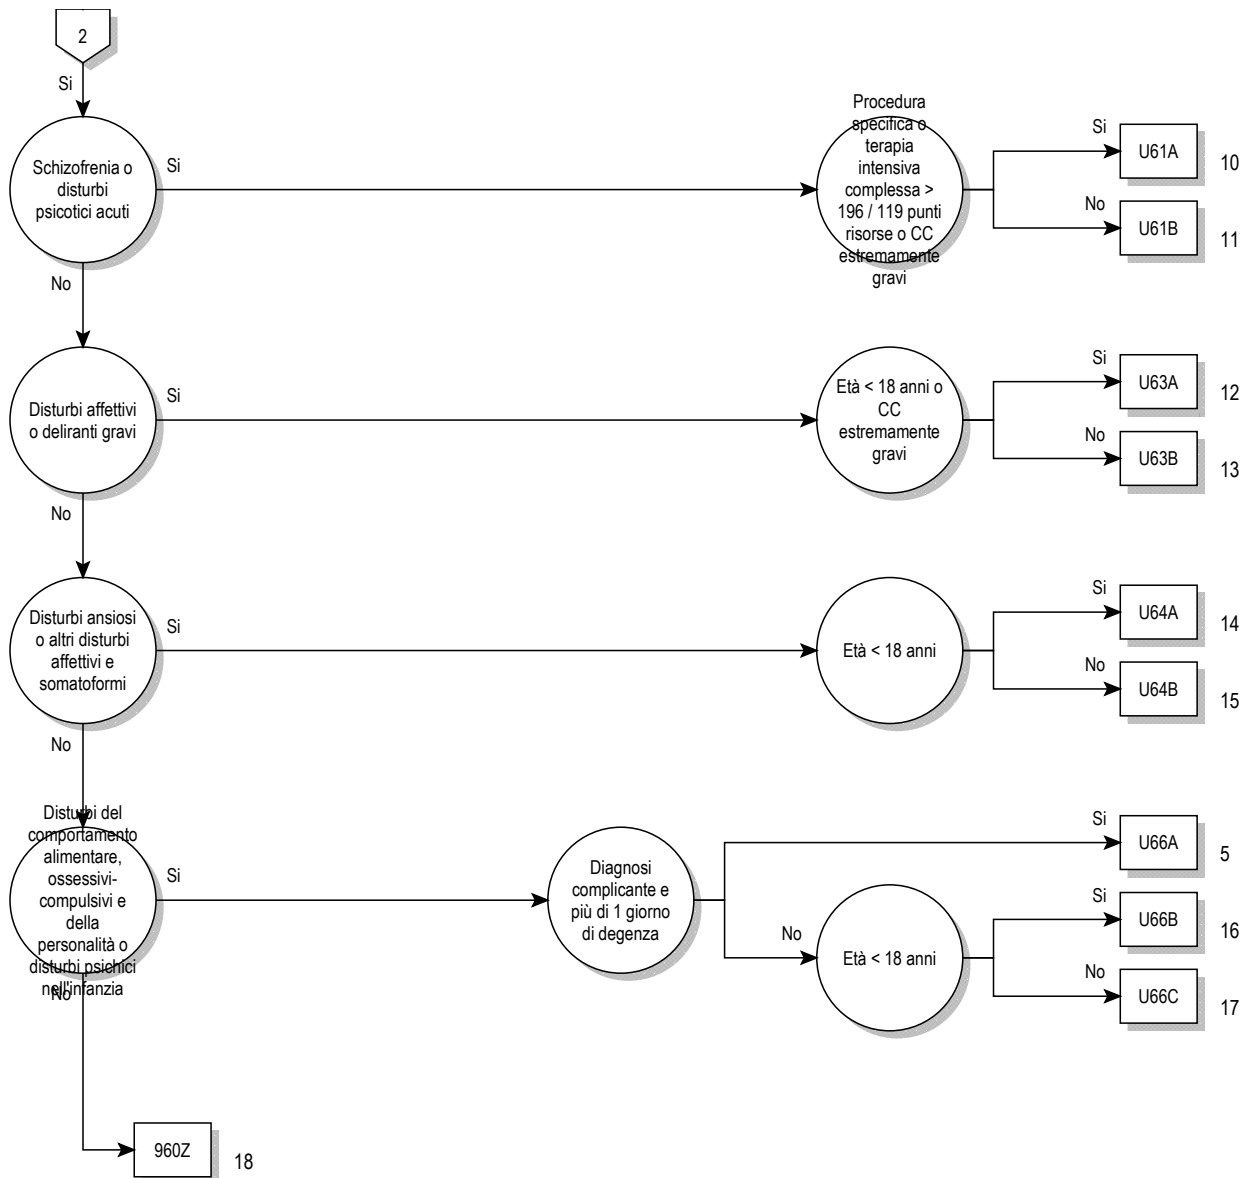 2
Si
Schizofrenia o
disturbi
psicotici acuti
Si
Procedura
specifica o
terapia
intensiva
complessa >
196 / 119 punti
risorse o CC
estremamente
gravi
Si
U61A
10
No
U61B
11
No
Disturbi affettivi
o deliranti gravi
Si
Età < 18 anni o
CC
estremamente
gravi
Si
U63A
12
No
U63B
13
No
Disturbi ansiosi
o altri disturbi
affettivi e
somatoformi
Si
Età < 18 anni
Si
U64A
14
No
U64B
15
No
Disturbi del
comportamento
alimentare,
ossessivi-
compulsivi e
della
personalità o
disturbi psichici
nell'infanzia
Si
Diagnosi
complicante e
più di 1 giorno
di degenza
Si
U66A
5
No
Età < 18 anni
Si
U66B
16
No
U66C
17
No
960Z
18